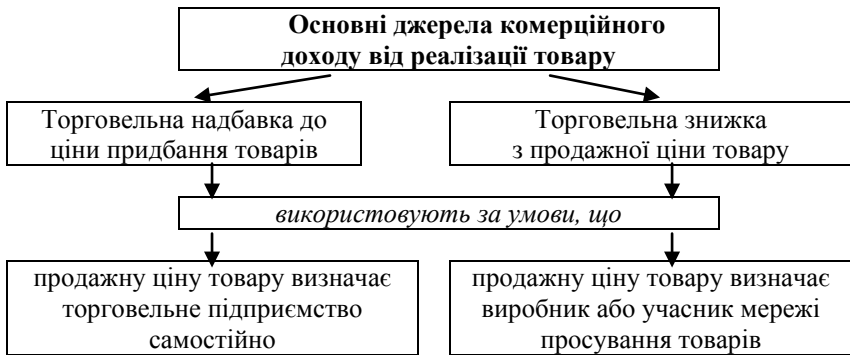 Основні джерела комерційного
доходу від реалізації товару
Торговельна надбавка до
ціни придбання товарів
Торговельна знижка
з продажної ціни товару
використовують за умови, що
продажну ціну товару визначає
торговельне підприємство
самостійно
продажну ціну товару визначає
виробник або учасник мережі
просування товарів